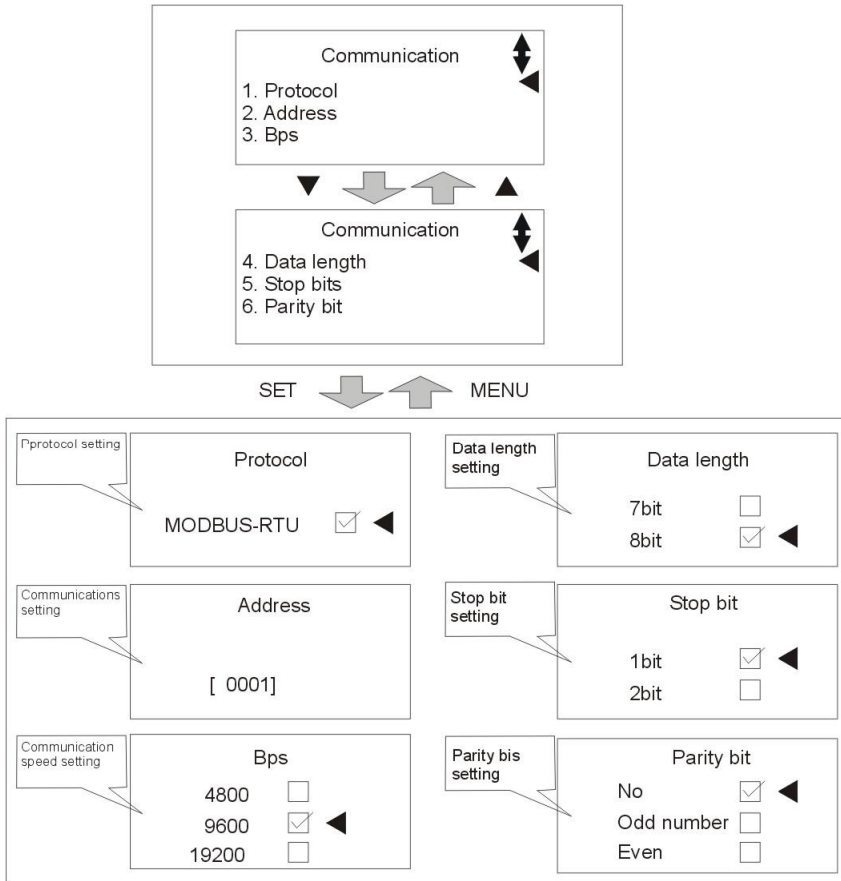 Communication
1. Protocol
2. Address
3. Bps
Communication
4. Data length
5. Stop bits
6. Parity bit
SET
MENU
Pprotocol setting
Protocol
MODBUS-RTU
Data length
setting
Data length
7bit
8bit
Communications
setting
Address
[ 0001]
Stop bit
setting
Stop bit
1bit
2bit
Communication
speed setting
Bps
4800
9600
19200
Parity bis
setting
Parity bit
No
Odd number
Even